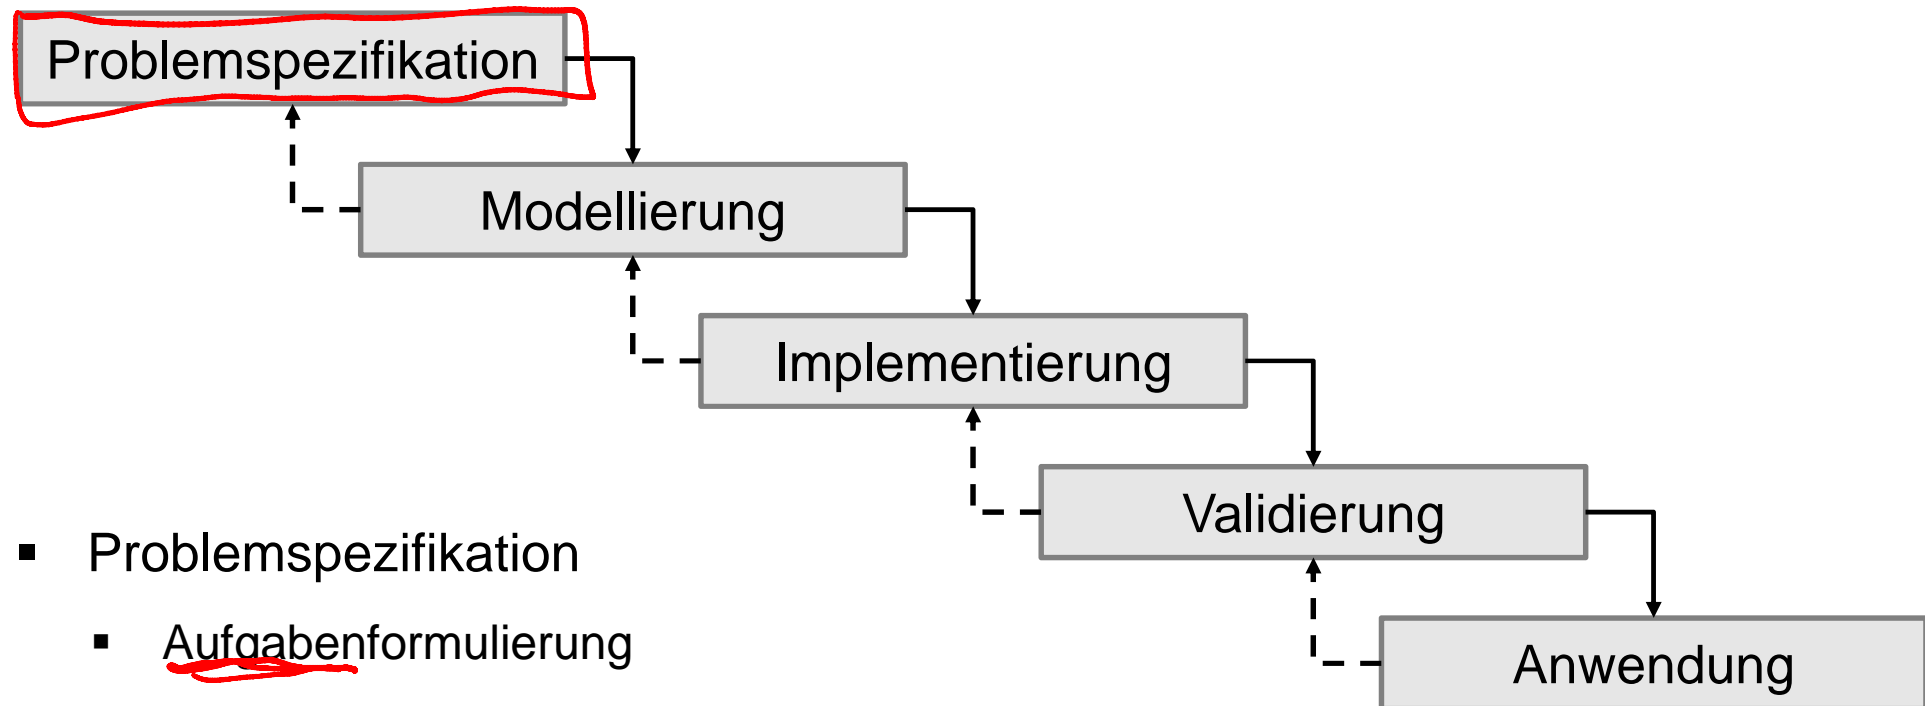 Problemspezifikation
Modellierung
Implementierung
Validierung
Anwendung
▪ Problemspezifikation
▪ Aufgabenformulierung